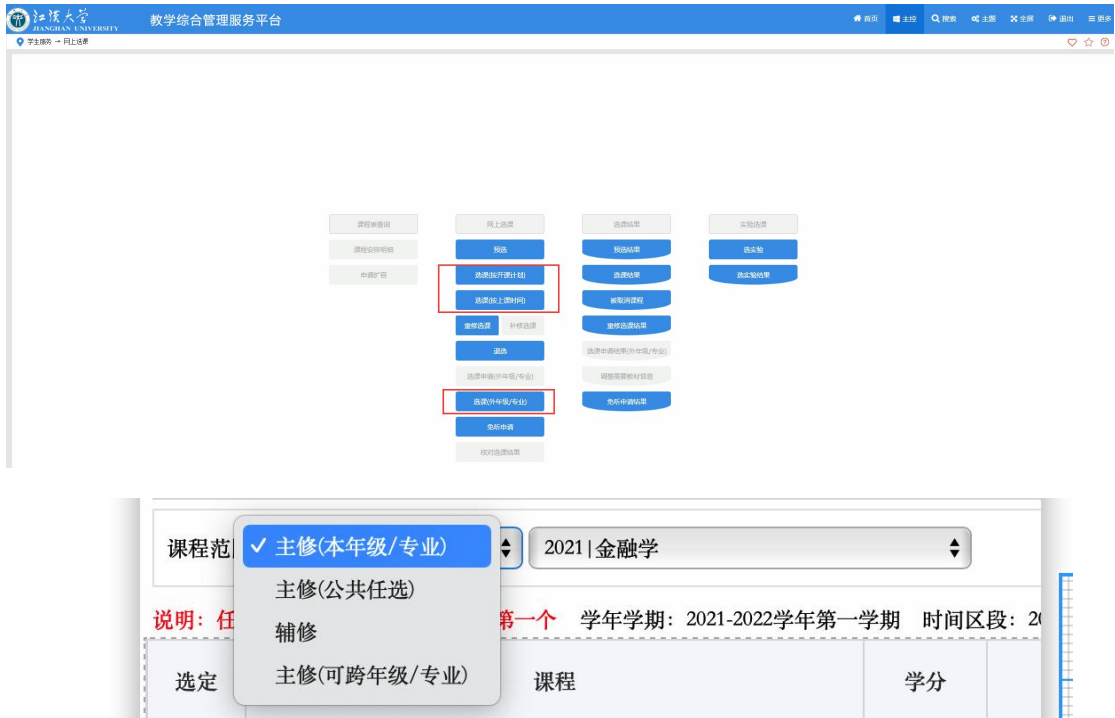 江漢大学 教学综合管理服务平台 首页 主控 搜索 主题 全屏 退出 更多
JIANGHAN UNIVERSITY
学生服务 → 网上选课
课程表查询 网上选课 选课结果 实验选课
课程安排明细 预选 预选结果 选实验
申请扩容 选课(按开课计划) 选课结果 选实验结果
选课(按上课时间) 被取消课程
重修选课 补修选课 重修选课结果
退选 选课申请结果(外年级/专业)
选课申请(外年级/专业) 调整需要教材信息
选课(外年级/专业) 免听申请结果
免听申请
核对选课结果
课程范 ✓ 主修(本年级/专业) 2021|金融学
主修(公共任选)
说明：任 第一个 学年学期：2021-2022学年第一学期 时间区段：20
辅修
选定 主修(可跨年级/专业) 课程 学分